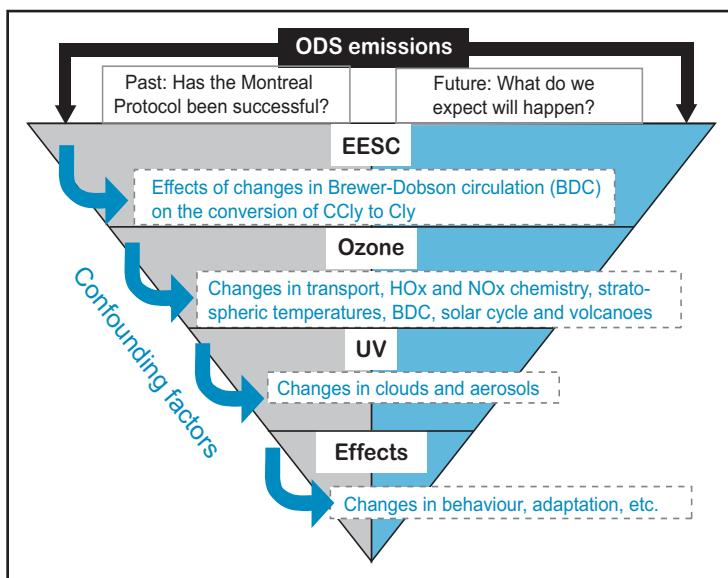 ODS emissions
Past: Has the Montreal
Protocol been successful?
Future: What do we
expect will happen?
EESC
Effects of changes in Brewer-Dobson circulation (BDC)
on the conversion of CCly to Cly
Ozone
Changes in transport, HOx and NOx chemistry, strato-
spheric temperatures, BDC, solar cycle and volcanoes
UV
Changes in clouds and aerosols
Effects
Changes in behaviour, adaptation, etc.
Confounding factors